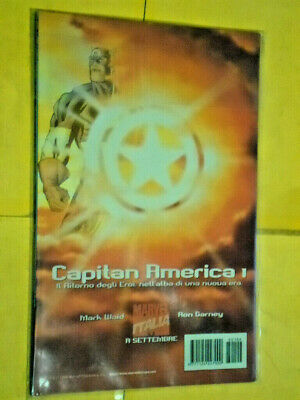 Capitan America 1
Il Ritorno degli Eroi, nell'alba di una nuova era
Mark Waid
MARVEL
ITALIA
Ron Garney
A SETTEMBRE